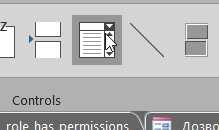 Z
Controls
role has permissions
Дозво